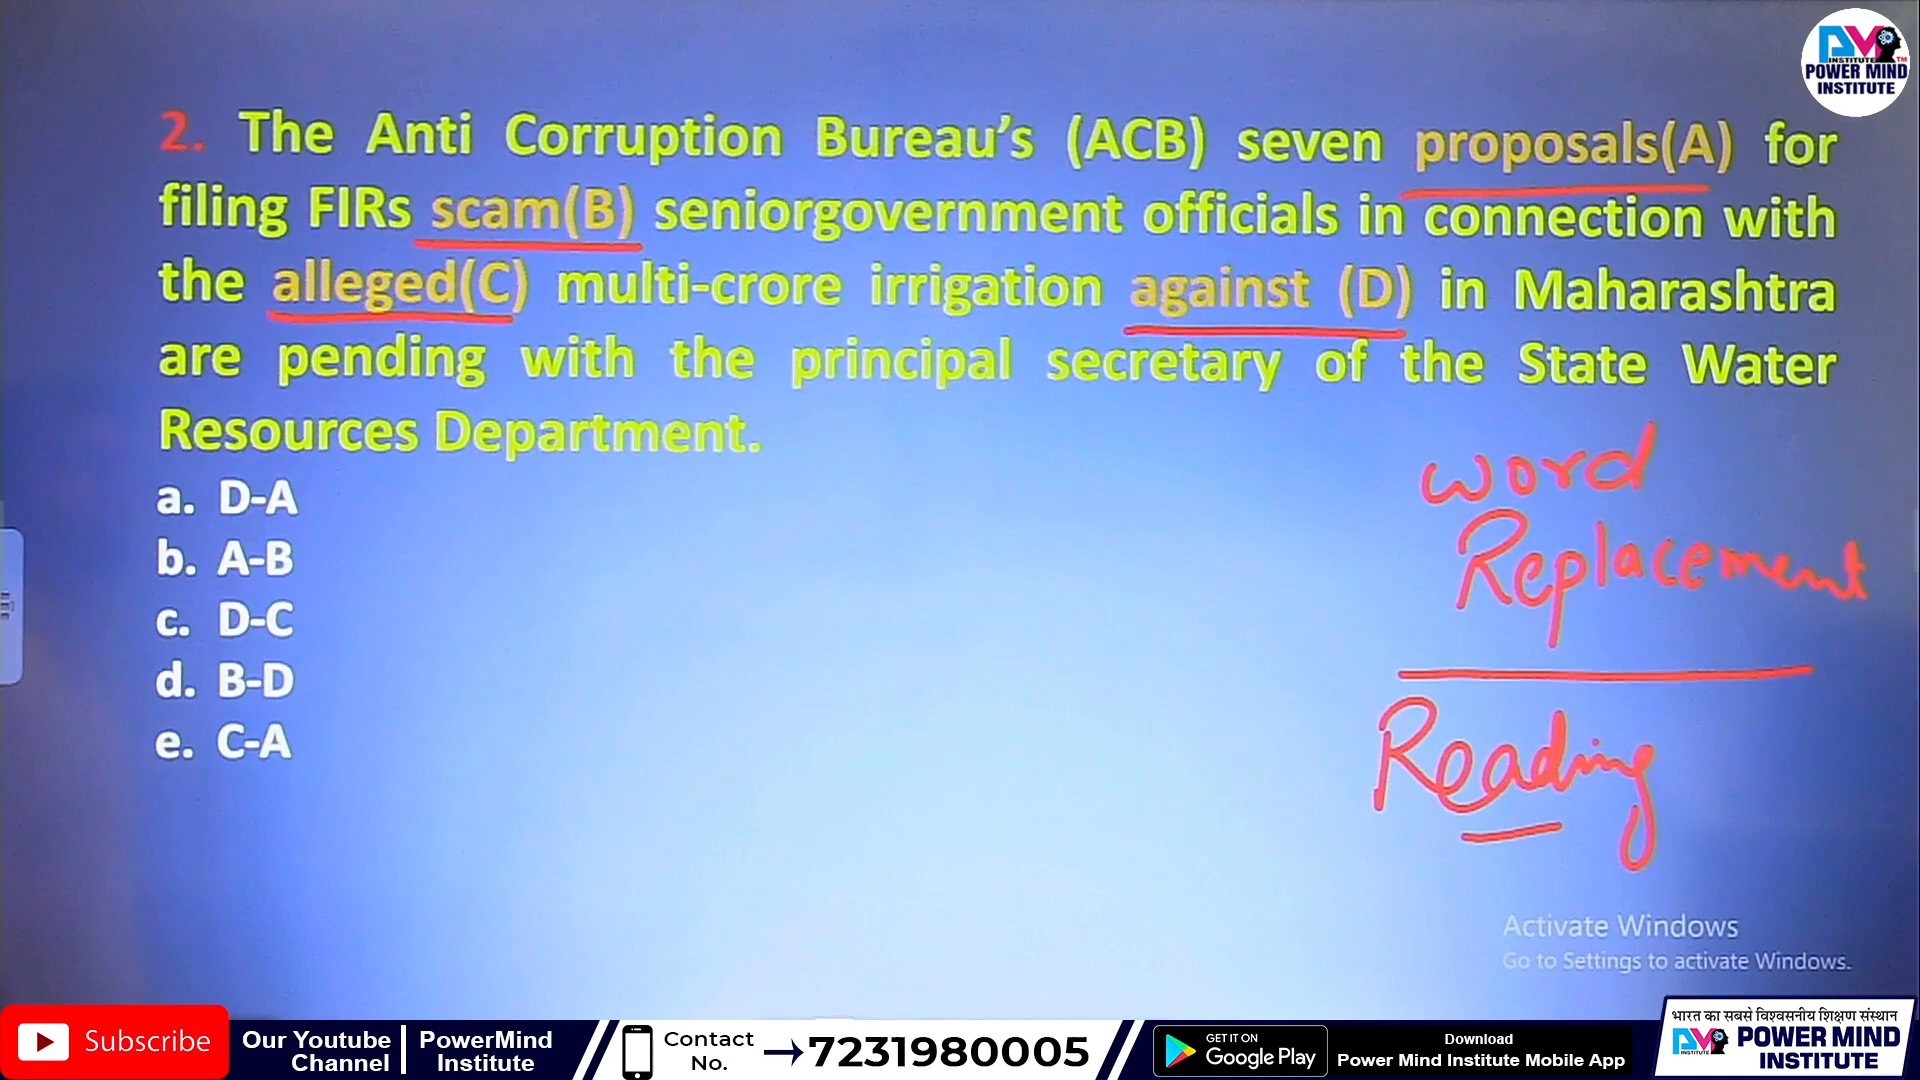 POWER MIND
INSTITUTE
2. The Anti Corruption Bureau's (ACB) seven proposals(A) for
filing FIRs scam(B) seniorgovernment officials in connection with
the alleged(C) multi-crore irrigation against (D) in Maharashtra
are pending with the principal secretary of the State Water
Resources Department.
a. D-A
b. A-B
c. D-C
d. B-D
e. C-A
word
Replacement
Reading
Activate Windows
Go to Settings to activate Windows.
Subscribe
Our Youtube
Channel
PowerMind
Institute
Contact
No.
7231980005
GET IT ON
Google Play
Download
Power Mind Institute Mobile App
भारत का सबसे विश्वसनीय शिक्षण संस्थान
POWER MIND
INSTITUTE